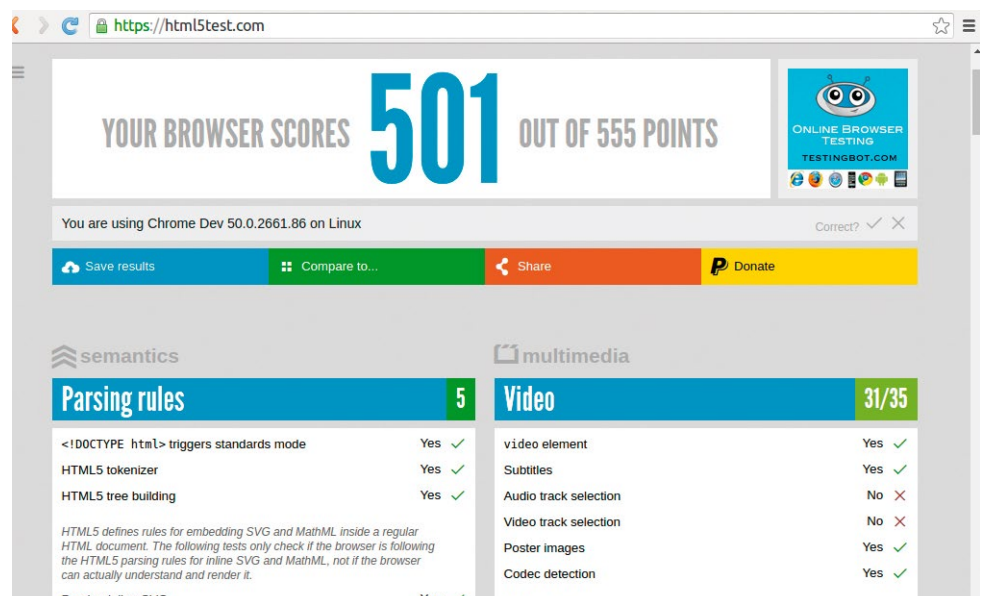 https://html5test.com
YOUR BROWSER SCORES 501 OUT OF 555 POINTS
ONLINE BROWSER
TESTING
TESTINGBOT.COM
You are using Chrome Dev 50.0.2661.86 on Linux
Correct?
Save results
Compare to...
Share
Donate
semantics
Parsing rules 5
<!DOCTYPE html> triggers standards mode Yes
HTML5 tokenizer Yes
HTML5 tree building Yes
HTML5 defines rules for embedding SVG and MathML inside a regular
HTML document. The following tests only check if the browser is following
the HTML5 parsing rules for inline SVG and MathML, not if the browser
can actually understand and render it.
multimedia
Video 31/35
video element Yes
Subtitles Yes
Audio track selection No
Video track selection No
Poster images Yes
Codec detection Yes